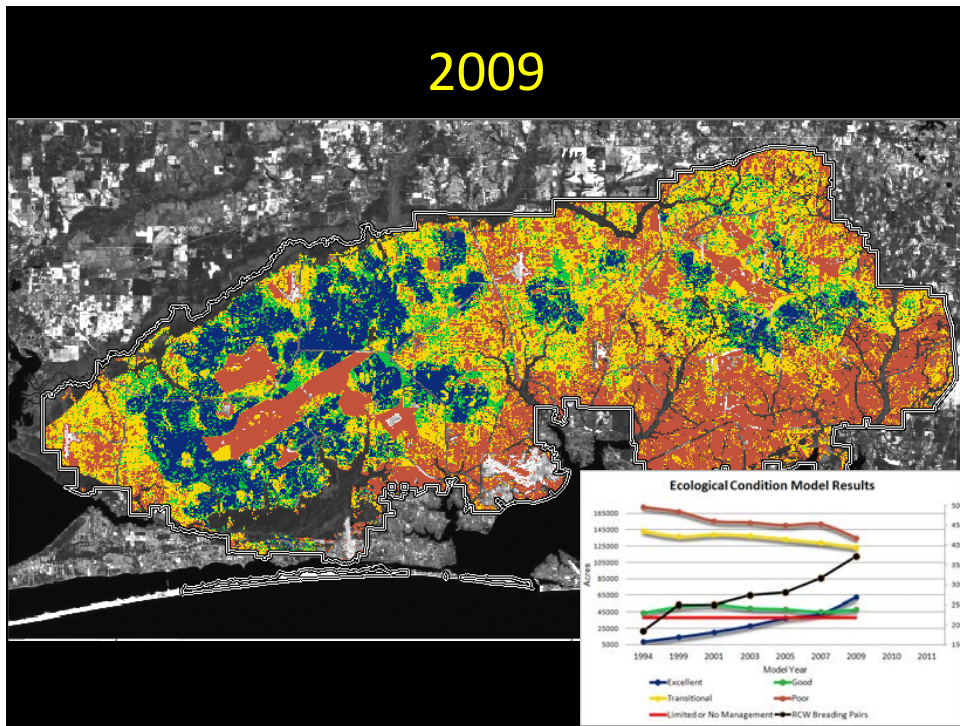 2009
Ecological Condition Model Results
165000
145000
125000
105000
85000
65000
45000
25000
5000
Acres
1994 1999 2001 2003 2005 2007 2009 2010 2011
Model Year
Excellent Good
Transitional Poor
Limited or No Management RCW Breading Pairs